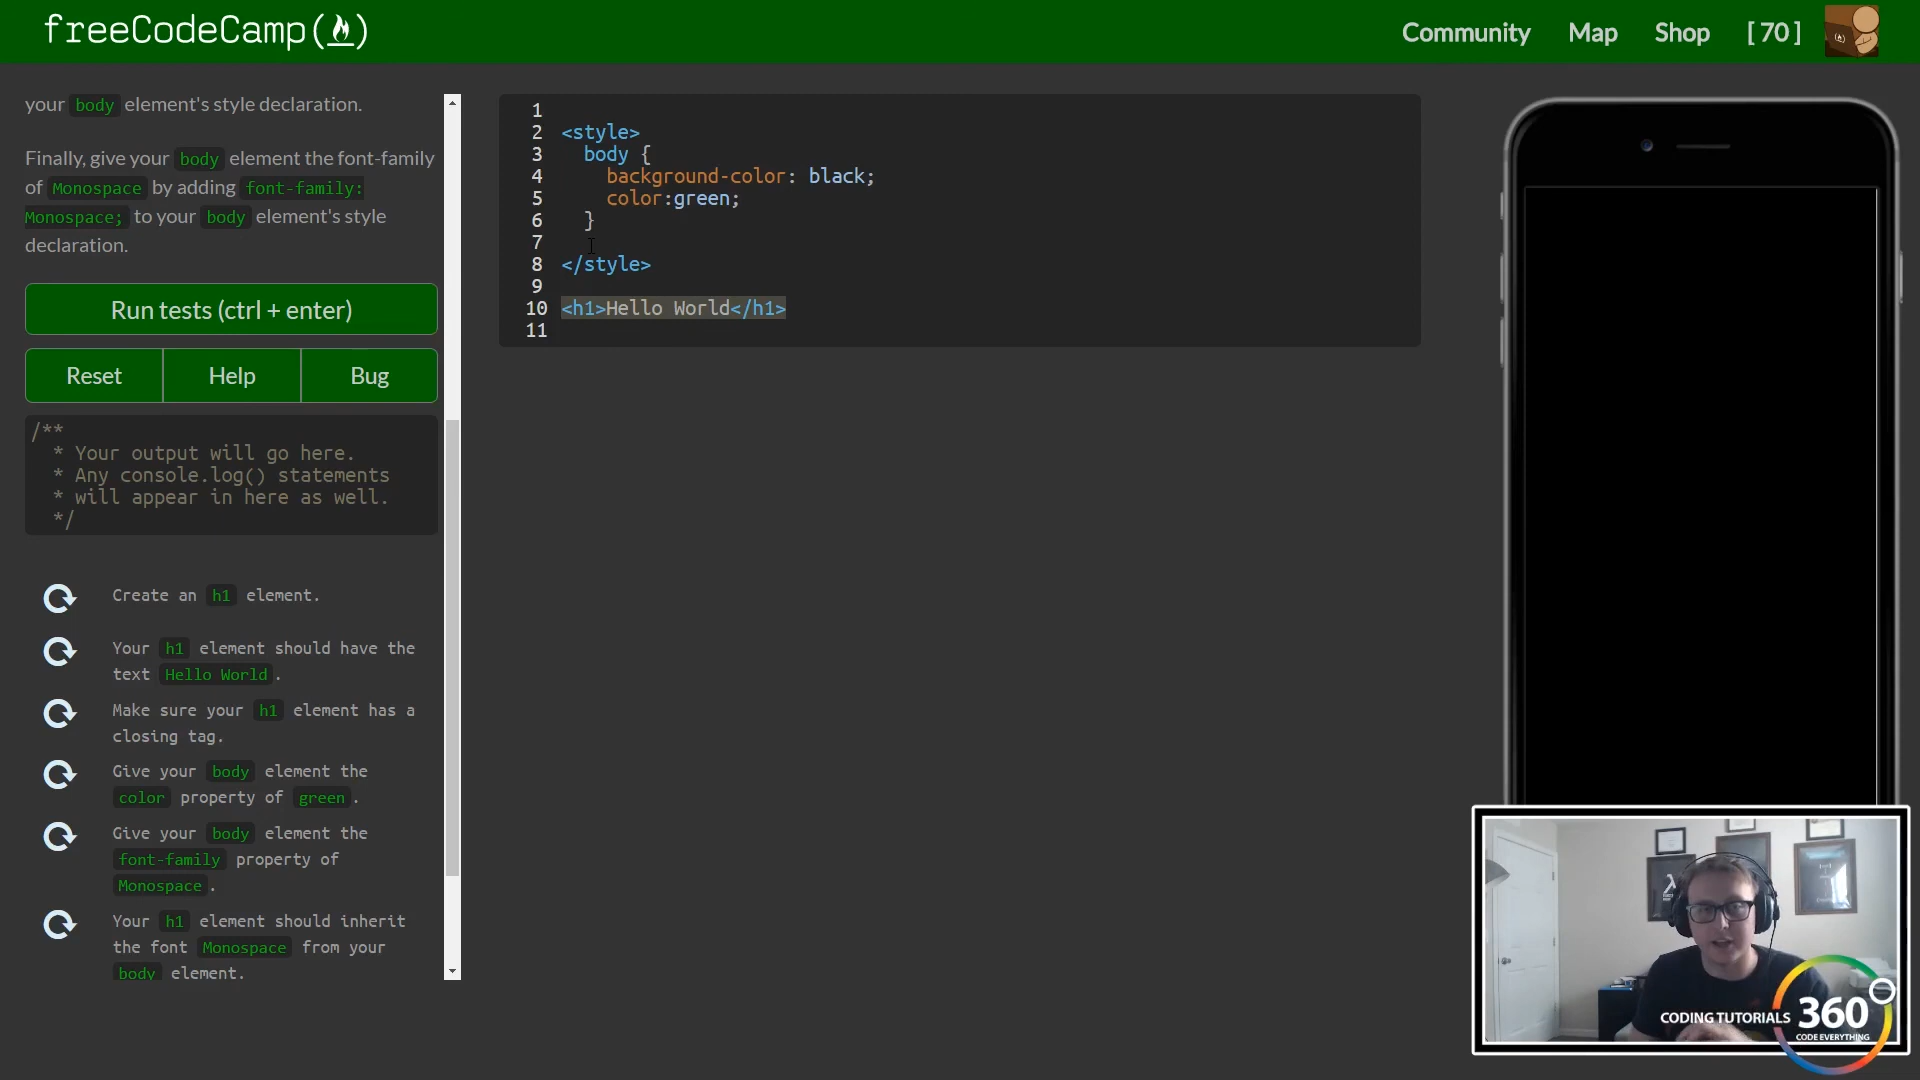 freeCodeCamp(🔥)
Community Map Shop [ 70 ]
your body element's style declaration.
Finally, give your body element the font-family
of Monospace by adding font-family:
Monospace; to your body element's style
declaration.
Run tests (ctrl + enter)
Reset Help Bug
/**
* Your output will go here.
* Any console.log() statements
* will appear in here as well.
*/
Create an h1 element.
Your h1 element should have the
text Hello World.
Make sure your h1 element has a
closing tag.
Give your body element the
color property of green.
Give your body element the
font-family property of
Monospace.
Your h1 element should inherit
the font Monospace from your
body element.
1
2 <style>
3 body {
4 background-color: black;
5 color:green;
6 }
7
8 </style>
9
10 <h1>Hello World</h1>
11
CODING TUTORIALS 360
CODE EVERYTHING